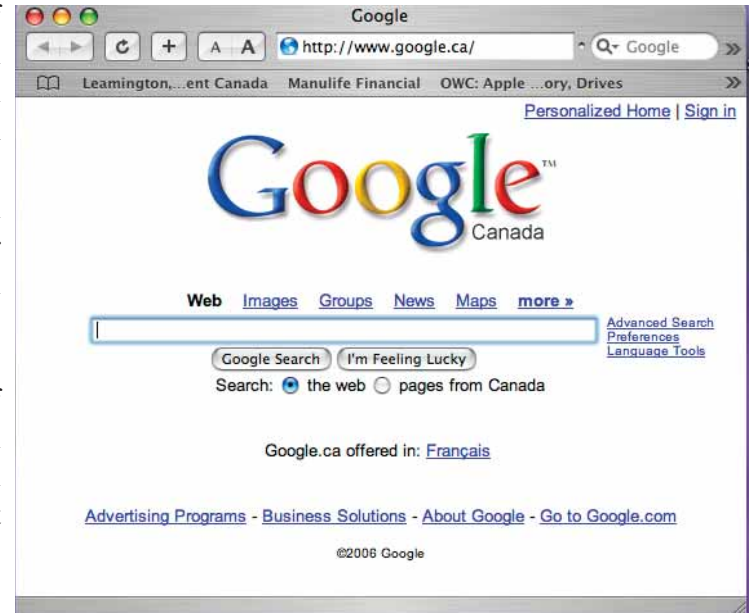 Google
A A http://www.google.ca/ Google »
Leamington,...ent Canada Manulife Financial OWC: Apple ...ory, Drives »
Personalized Home | Sign in
Google™
Canada
Web Images Groups News Maps more »
Advanced Search
Preferences
Language Tools
Google Search I'm Feeling Lucky
Search: the web pages from Canada
Google.ca offered in: Français
Advertising Programs - Business Solutions - About Google - Go to Google.com
©2006 Google